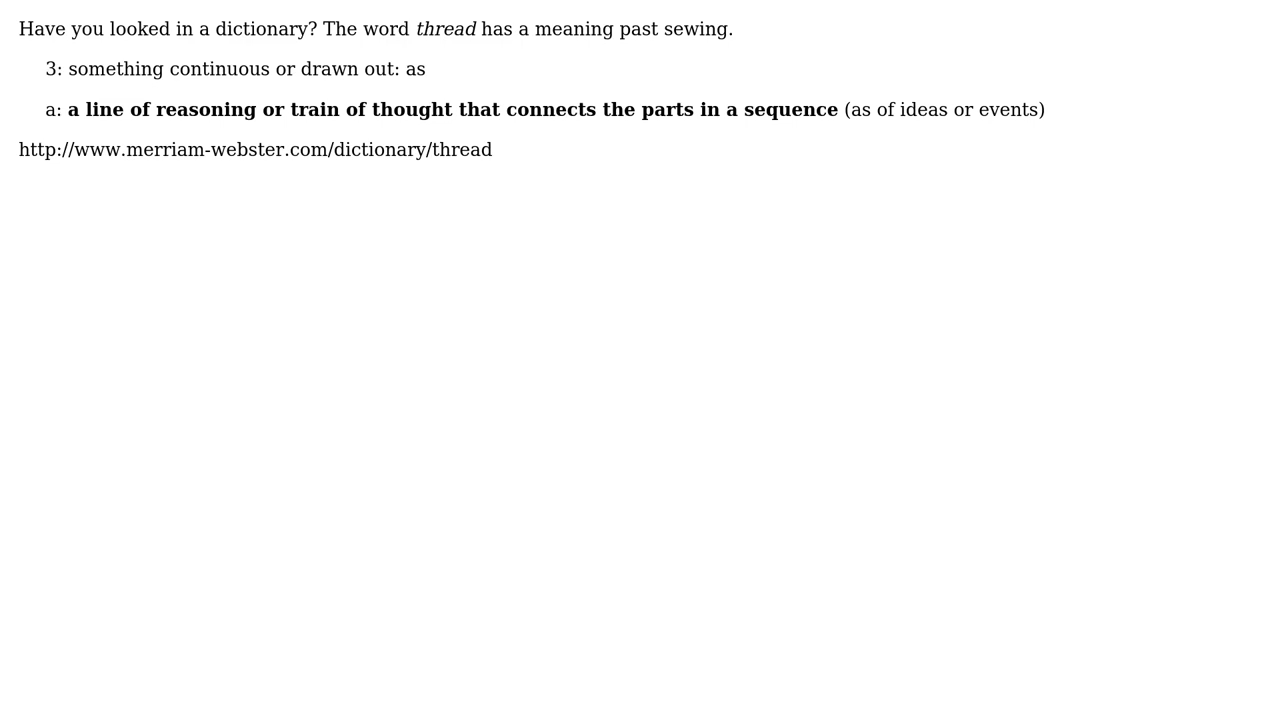 Have you looked in a dictionary? The word thread has a meaning past sewing.
3: something continuous or drawn out: as
a: a line of reasoning or train of thought that connects the parts in a sequence (as of ideas or events)
http://www.merriam-webster.com/dictionary/thread